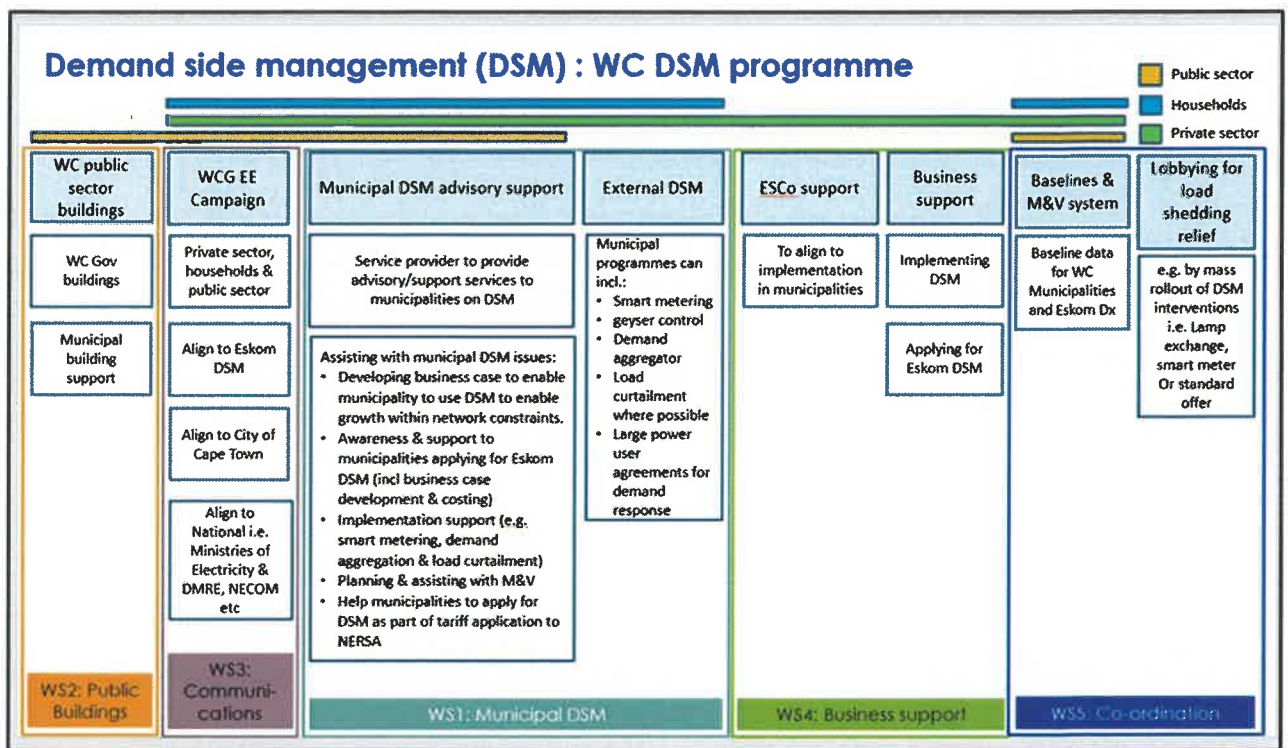 Demand side management (DSM) : WC DSM programme
Public sector
Households
Private sector
WC public
sector
buildings
WC Gov
buildings
Municipal
building
support
WS2: Public
Buildings
WCG EE
Campaign
Private sector,
households &
public sector
Align to Eskom
DSM
Align to City of
Cape Town
Align to
National i.e.
Ministries of
Electricity &
DMRE, NECOM
etc
WS3:
Communi-
cations
Municipal DSM advisory support
Service provider to provide
advisory/support services to
municipalities on DSM
Assisting with municipal DSM issues:
• Developing business case to enable
municipality to use DSM to enable
growth within network constraints.
• Awareness & support to
municipalities applying for Eskom
DSM (incl business case
development & costing)
• Implementation support (e.g.
smart metering, demand
aggregation & load curtailment)
• Planning & assisting with M&V
• Help municipalities to apply for
DSM as part of tariff application to
NERSA
External DSM
Municipal
programmes can
incl.:
• Smart metering
• geyser control
• Demand
aggregator
• Load
curtailment
where possible
• Large power
user
agreements for
demand
response
WS1: Municipal DSM
ESCo support
To align to
implementation
in municipalities
Business
support
Implementing
DSM
Applying for
Eskom DSM
WS4: Business support
Baselines &
M&V system
Baseline data
for WC
Municipalities
and Eskom Dx
Lobbying for
load
shedding
relief
e.g. by mass
rollout of DSM
interventions
i.e. Lamp
exchange,
smart meter
Or standard
offer
WS5: Co-ordination